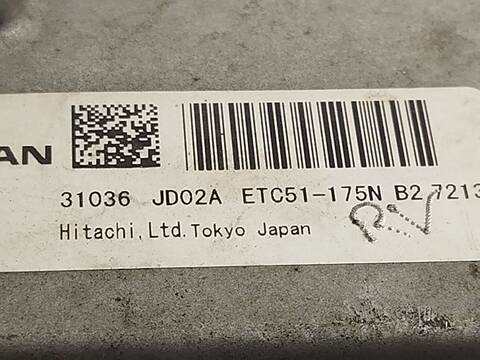 AN
31036 JD02A ETC51-175N B2 7213
Hitachi,Ltd.Tokyo Japan